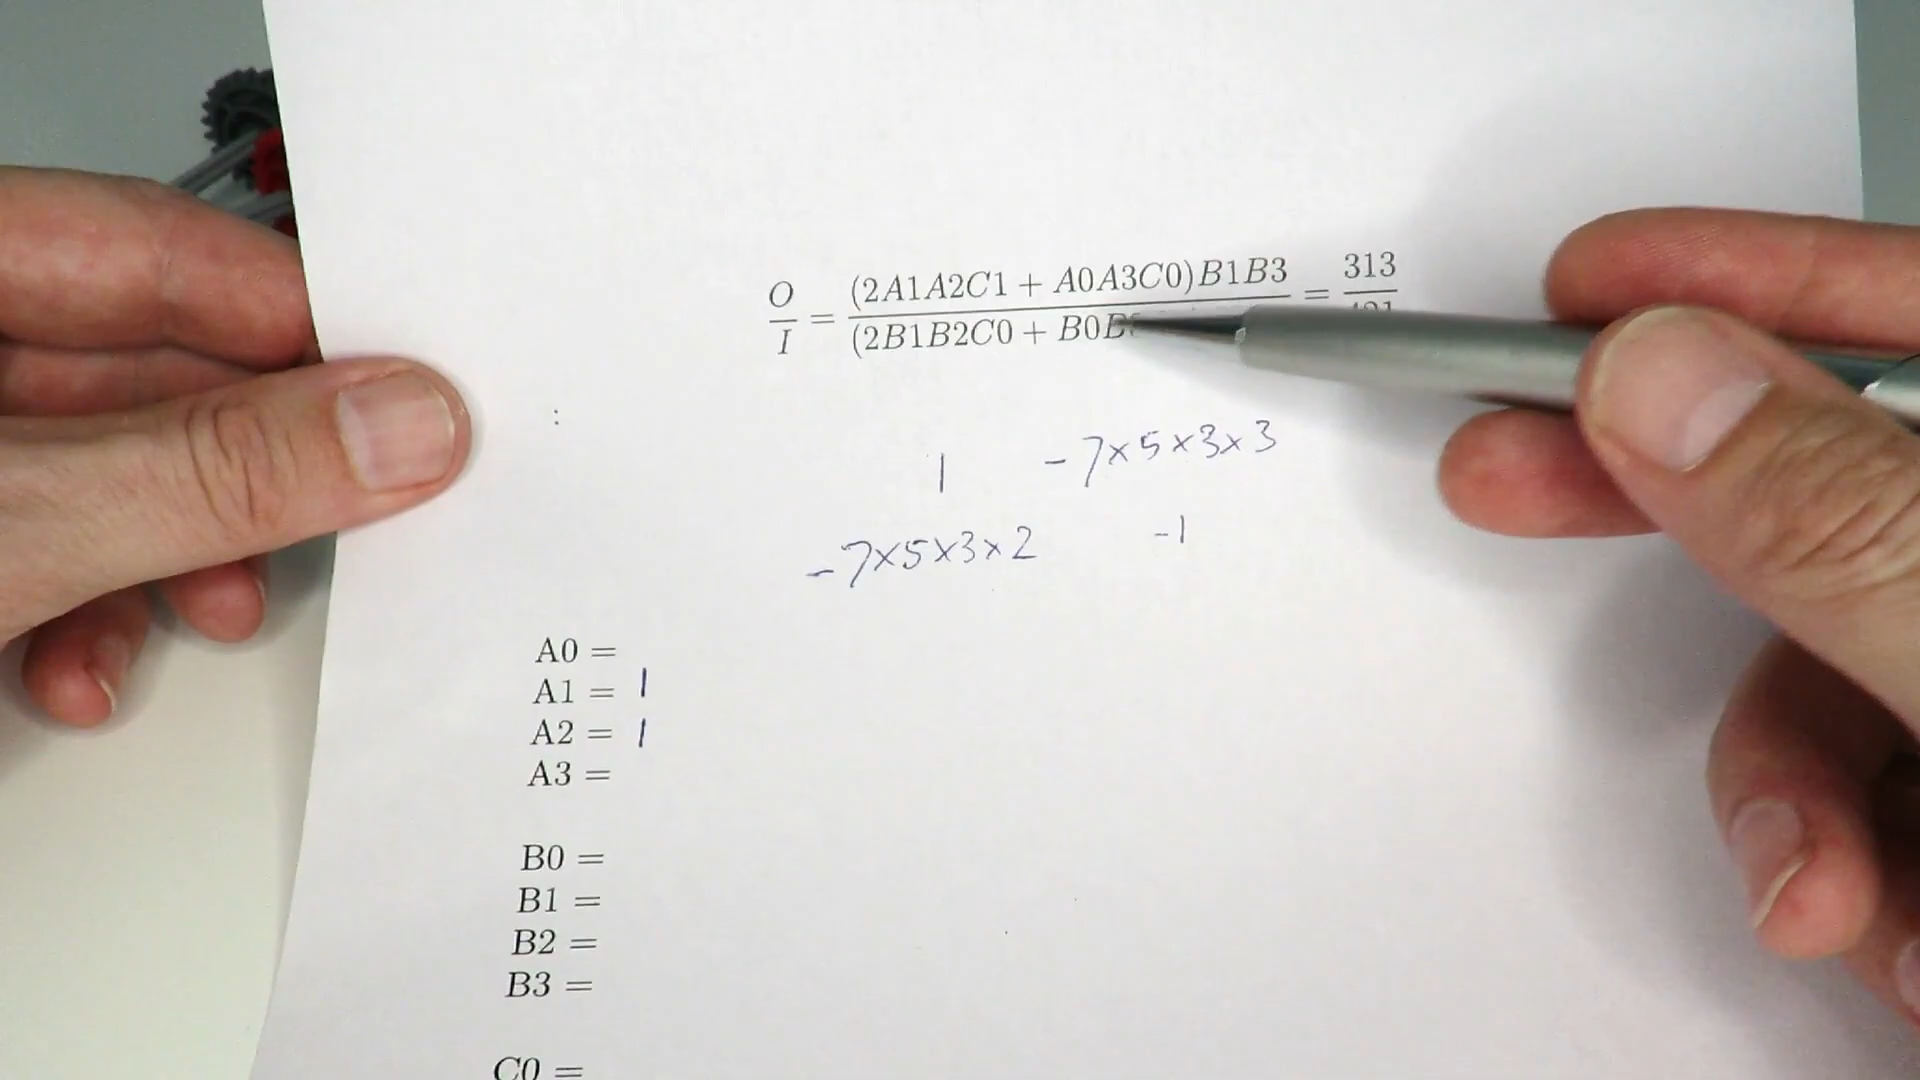 O/I = (2A1A2C1 + A0A3C0)B1B3 / (2B1B2C0 + B0B = 313
:
1 -7×5×3×3
-7×5×3×2 -1
A0 =
A1 = 1
A2 = 1
A3 =
B0 =
B1 =
B2 =
B3 =
C0 =